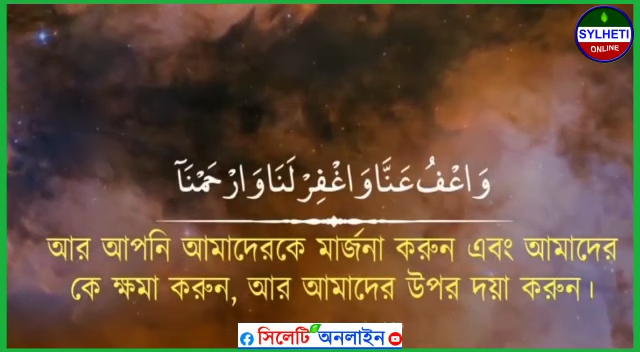 SYLHETI
ONLINE
وَاعْفُ عَنَّا وَاغْفِرْ لَنَا وَارْحَمْنَآ
আর আপনি আমাদেরকে মার্জনা করুন এবং আমাদের
কে ক্ষমা করুন, আর আমাদের উপর দয়া করুন।
সিলেটি অনলাইন